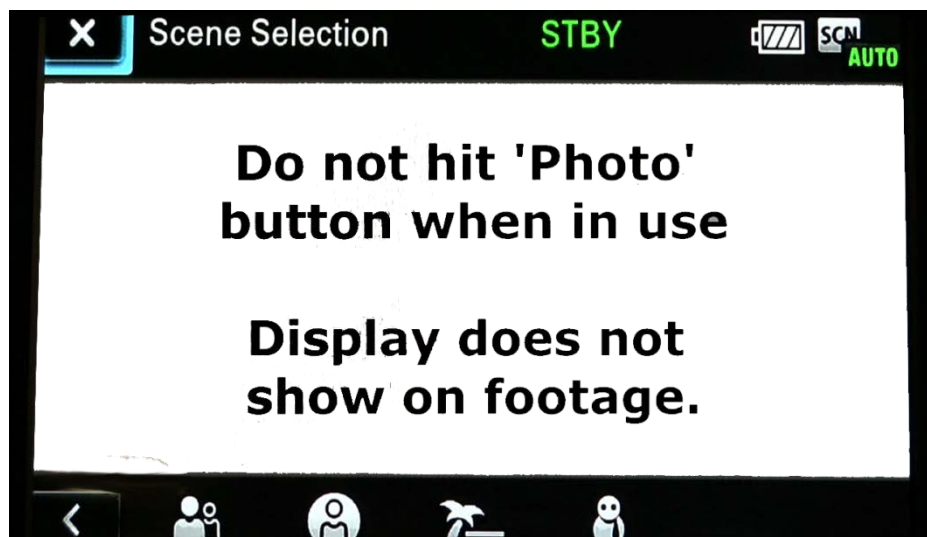 Scene Selection STBY SCN
AUTO
Do not hit 'Photo'
button when in use
Display does not
show on footage.